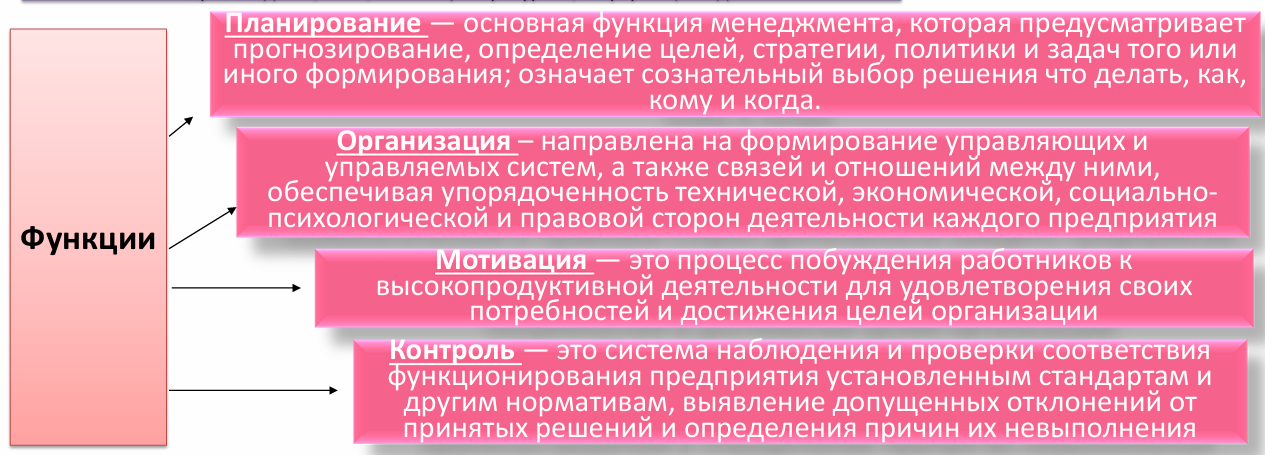 Функции
Планирование — основная функция менеджмента, которая предусматривает
прогнозирование, определение целей, стратегии, политики и задач того или
иного формирования; означает сознательный выбор решения что делать, как,
кому и когда.
Организация – направлена на формирование управляющих и
управляемых систем, а также связей и отношений между ними,
обеспечивая упорядоченность технической, экономической, социально-
психологической и правовой сторон деятельности каждого предприятия
Мотивация — это процесс побуждения работников к
высокопродуктивной деятельности для удовлетворения своих
потребностей и достижения целей организации
Контроль — это система наблюдения и проверки соответствия
функционирования предприятия установленным стандартам и
другим нормативам, выявление допущенных отклонений от
принятых решений и определения причин их невыполнения